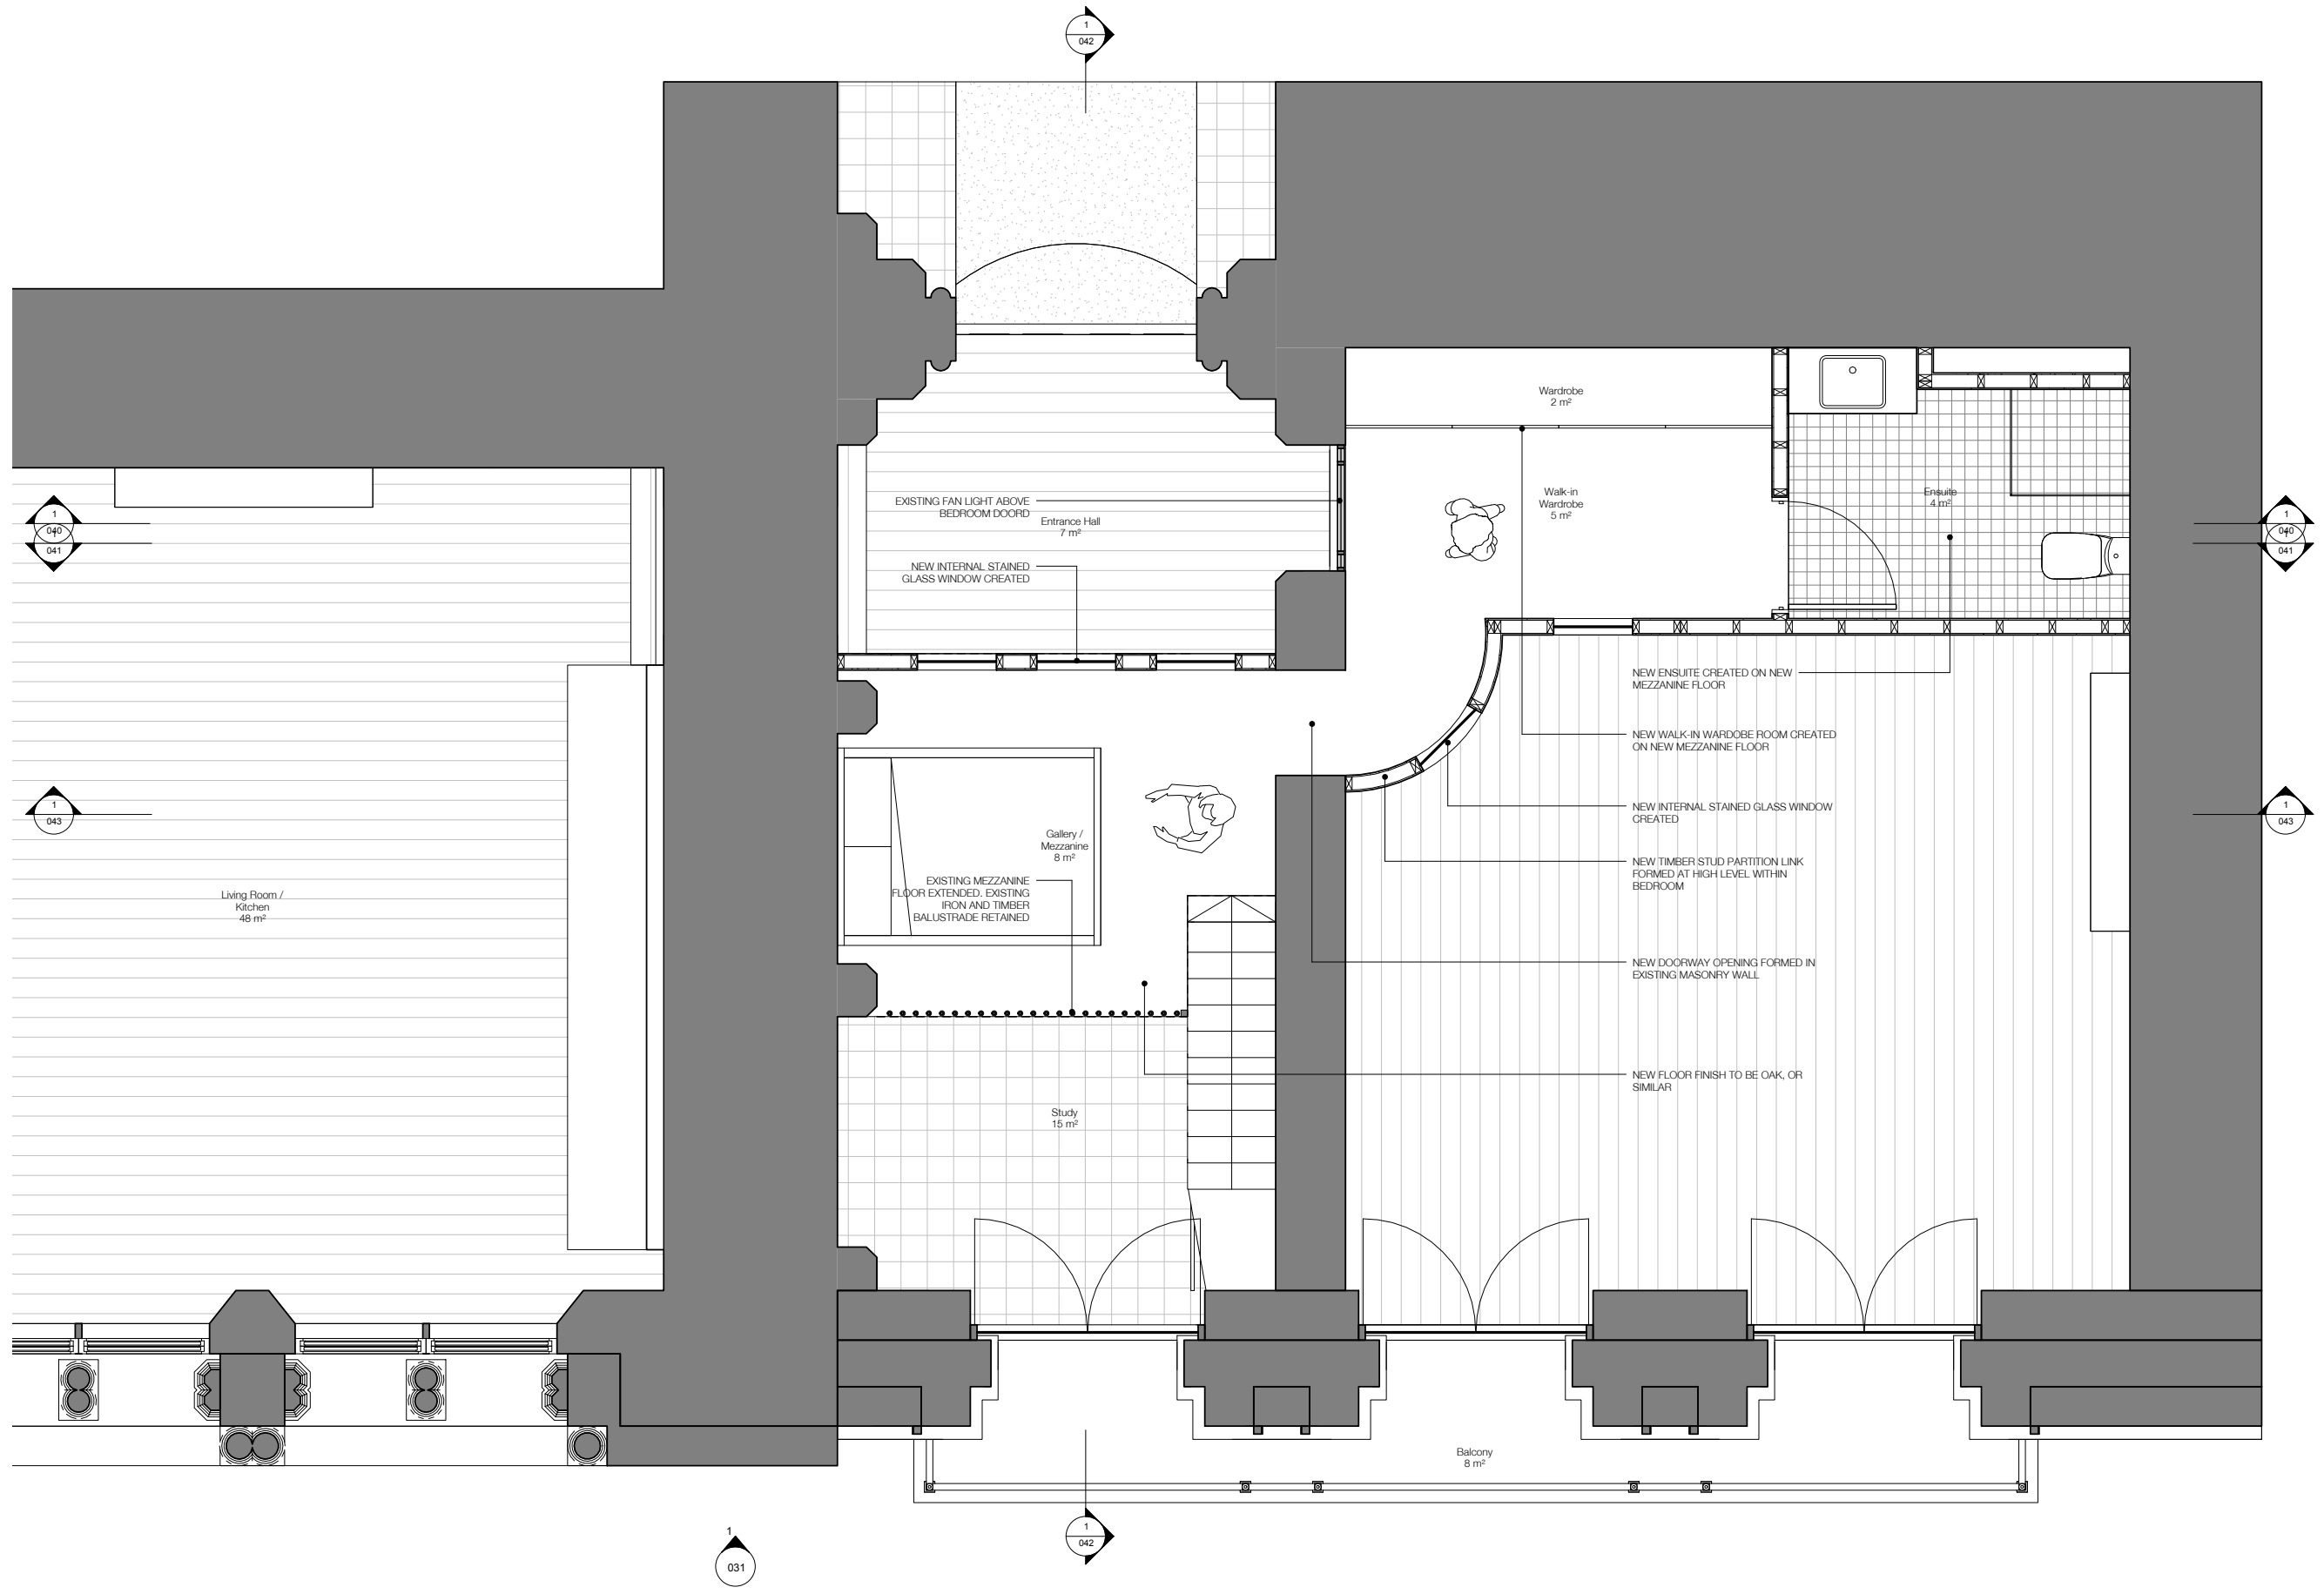 1
042
Wardrobe
2 m²
EXISTING FAN LIGHT ABOVE
BEDROOM DOORD
Entrance Hall
7 m²
Walk-in
Wardrobe
5 m²
Ensuite
4 m²
1
040
1
041
1
040
1
041
NEW INTERNAL STAINED
GLASS WINDOW CREATED
NEW ENSUITE CREATED ON NEW
MEZZANINE FLOOR
NEW WALK-IN WARDOBE ROOM CREATED
ON NEW MEZZANINE FLOOR
1
043
NEW INTERNAL STAINED GLASS WINDOW
CREATED
1
043
Gallery /
Mezzanine
8 m²
NEW TIMBER STUD PARTITION LINK
FORMED AT HIGH LEVEL WITHIN
BEDROOM
EXISTING MEZZANINE
FLOOR EXTENDED. EXISTING
IRON AND TIMBER
BALUSTRADE RETAINED
Living Room /
Kitchen
48 m²
NEW DOORWAY OPENING FORMED IN
EXISTING MASONRY WALL
NEW FLOOR FINISH TO BE OAK, OR
SIMILAR
Study
15 m²
Balcony
8 m²
1
031
1
042